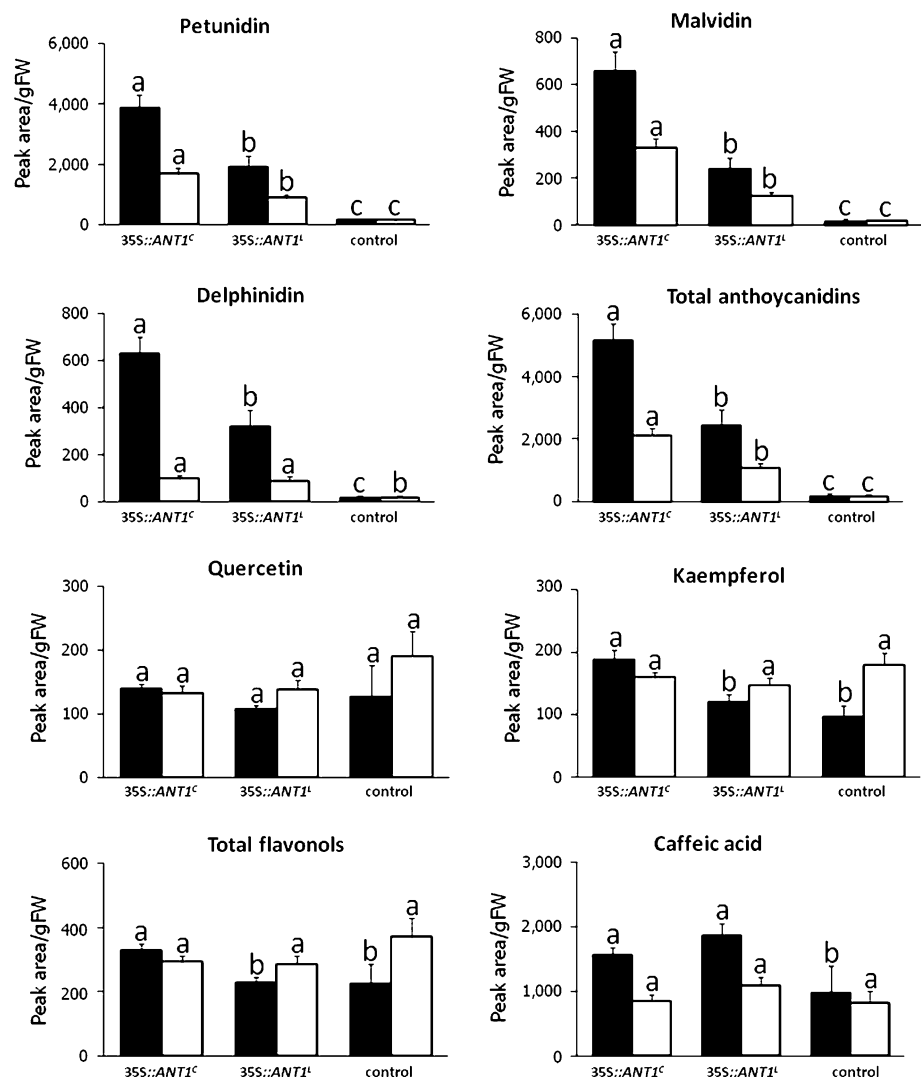 Petunidin
Peak area/gFW
6,000
4,000
2,000
0
a
a
b
b
c c
35S::ANT1ᶜ 35S::ANT1ᴸ control
Malvidin
Peak area/gFW
800
600
400
200
0
a
a
b
b
c c
35S::ANT1ᶜ 35S::ANT1ᴸ control
Delphinidin
Peak area/gFW
800
600
400
200
0
a
a
b
a
c b
35S::ANT1ᶜ 35S::ANT1ᴸ control
Total anthoycanidins
Peak area/gFW
6,000
4,000
2,000
0
a
a
b
b
c c
35S::ANT1ᶜ 35S::ANT1ᴸ control
Quercetin
Peak area/gFW
300
200
100
0
a a
a a
a a
35S::ANT1ᶜ 35S::ANT1ᴸ control
Kaempferol
Peak area/gFW
300
200
100
0
a a
b a
b a
35S::ANT1ᶜ 35S::ANT1ᴸ control
Total flavonols
Peak area/gFW
600
400
200
0
a a
b a
b a
35S::ANT1ᶜ 35S::ANT1ᴸ control
Caffeic acid
Peak area/gFW
3,000
2,000
1,000
0
a a
a a
b a
35S::ANT1ᶜ 35S::ANT1ᴸ control